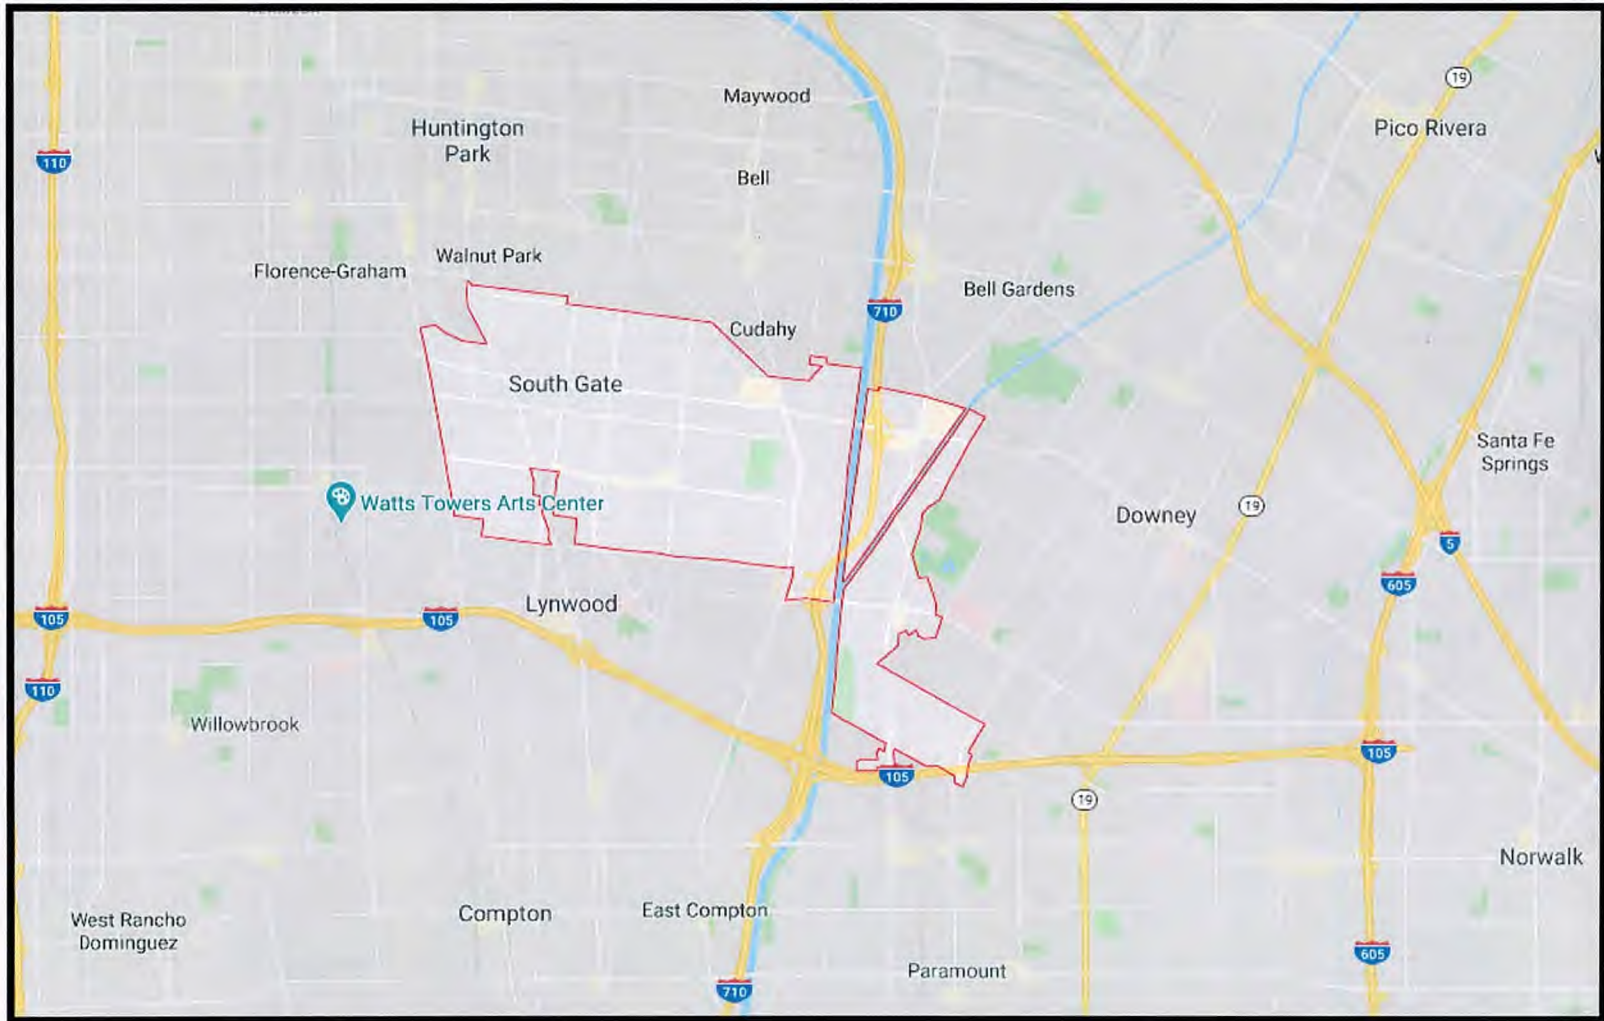 19
Maywood
Pico Rivera
Huntington
Park
110
Bell
Walnut Park
Florence-Graham
Bell Gardens
710
Cudahy
South Gate
Santa Fe
Springs
Watts Towers Arts Center
19
Downey
5
605
Lynwood
105
105
110
Willowbrook
105
105
19
Norwalk
West Rancho
Dominguez
Compton
East Compton
605
Paramount
710